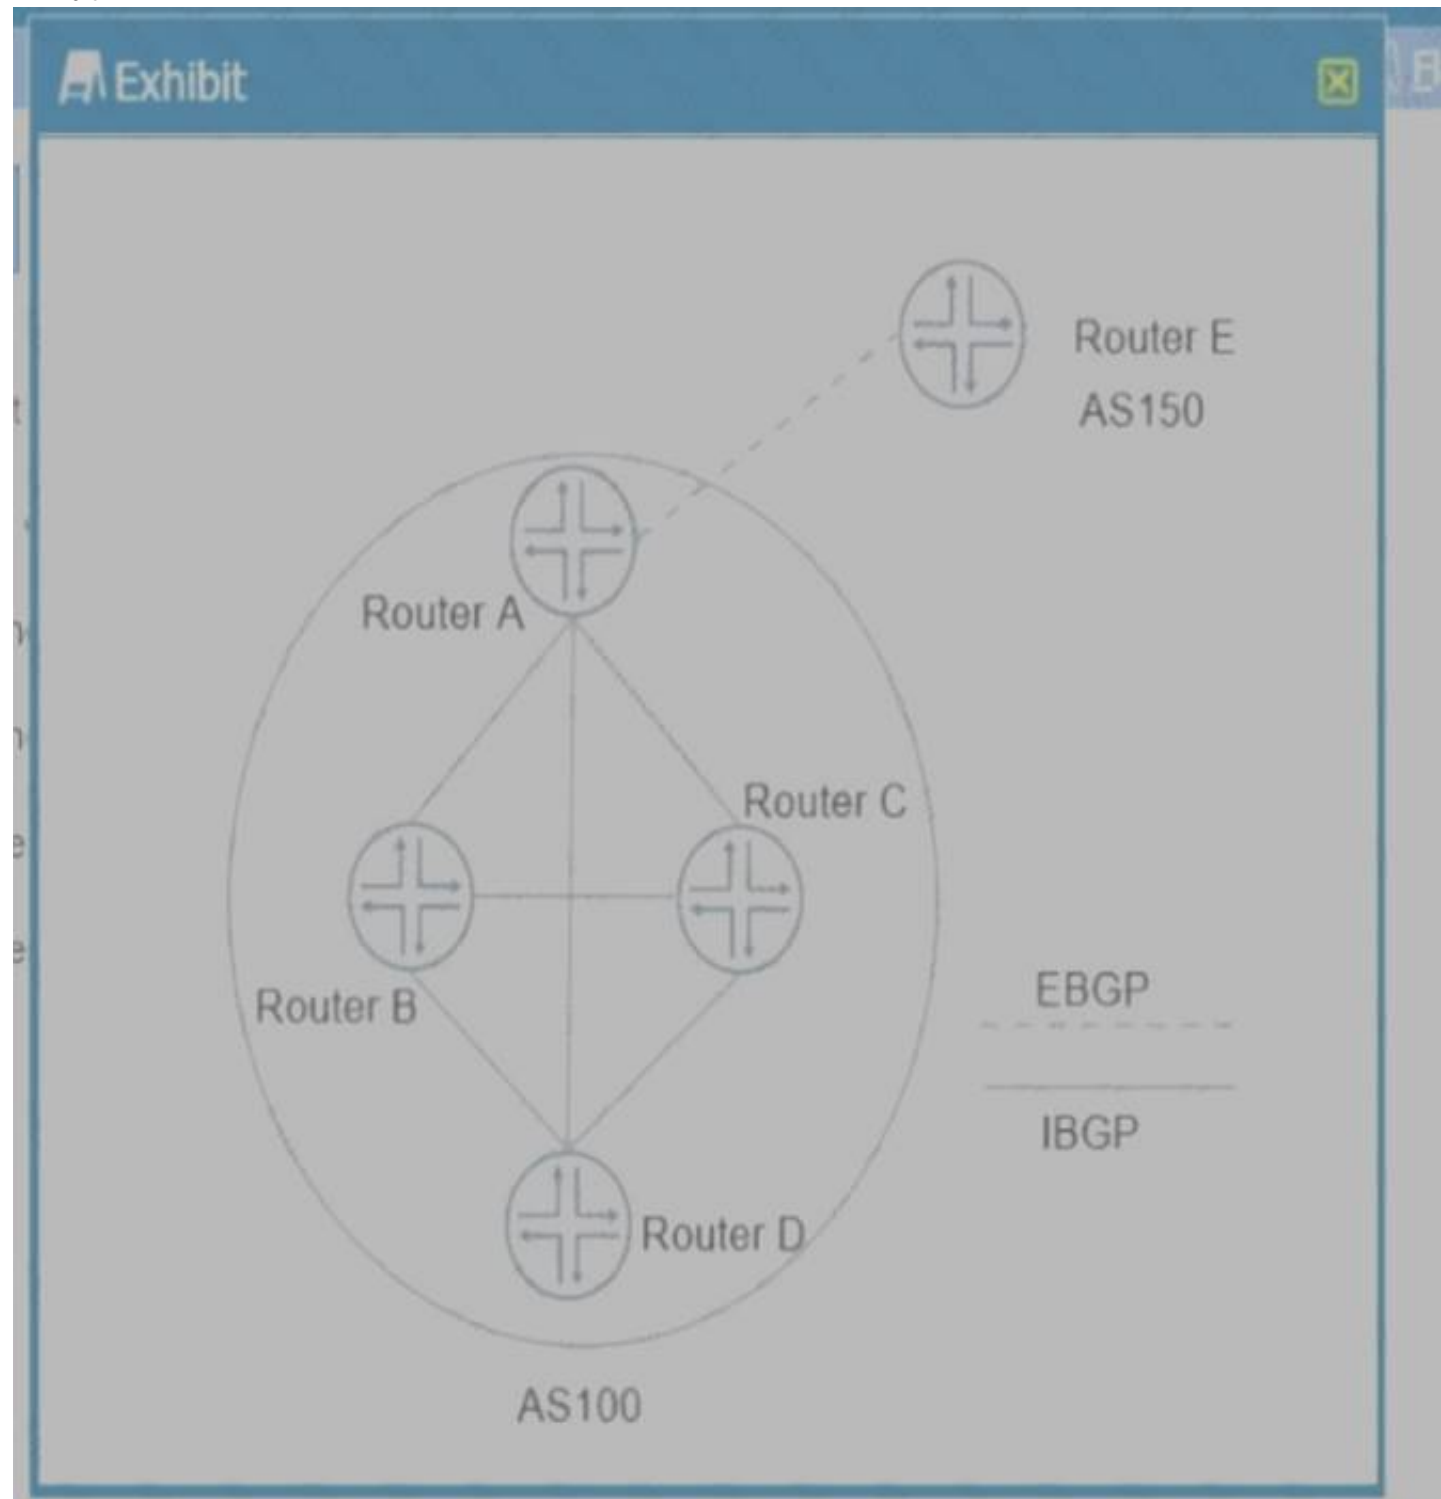 Exhibit
Router E
AS150
Router A
Router C
Router B
EBGP
IBGP
Router D
AS100